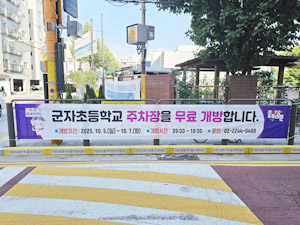 군자초등학교 주차장을 무료 개방합니다.
• 개방기간 : 2025. 10. 5.(일) ~ 10. 7.(화) • 개방시간 : 09:00 ~ 18:00 • 문의 : 02-2244-0469